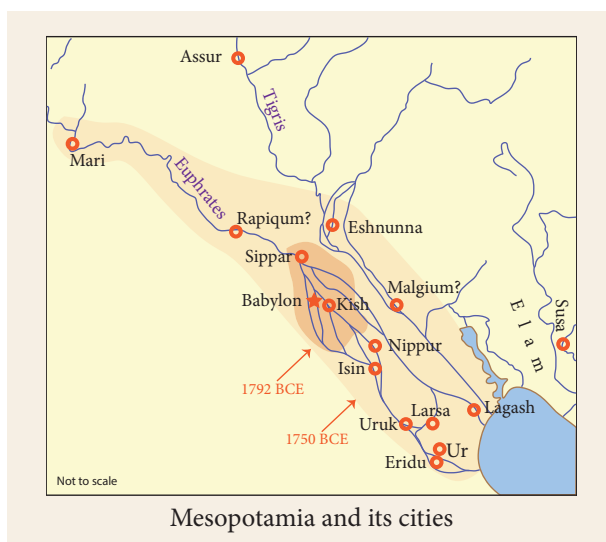 Assur
Tigris
Mari
Euphrates
Rapiqum?
Eshnunna
Sippar
Malgium?
Babylon
Kish
Elam
Susa
Nippur
Isin
1792 BCE
1750 BCE
Uruk
Larsa
Lagash
Ur
Eridu
Not to scale
Mesopotamia and its cities